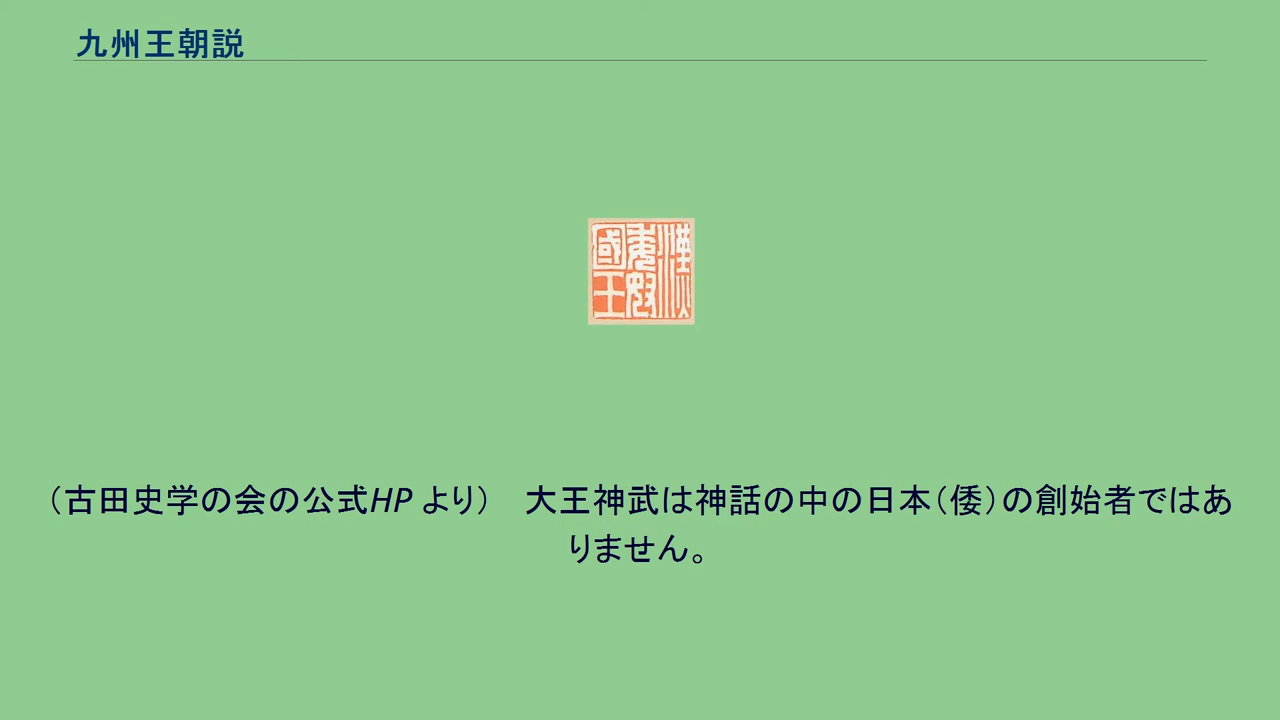 九州王朝説
漢
委奴
國王
（古田史学の会の公式HP より）　大王神武は神話の中の日本（倭）の創始者ではあ
りません。